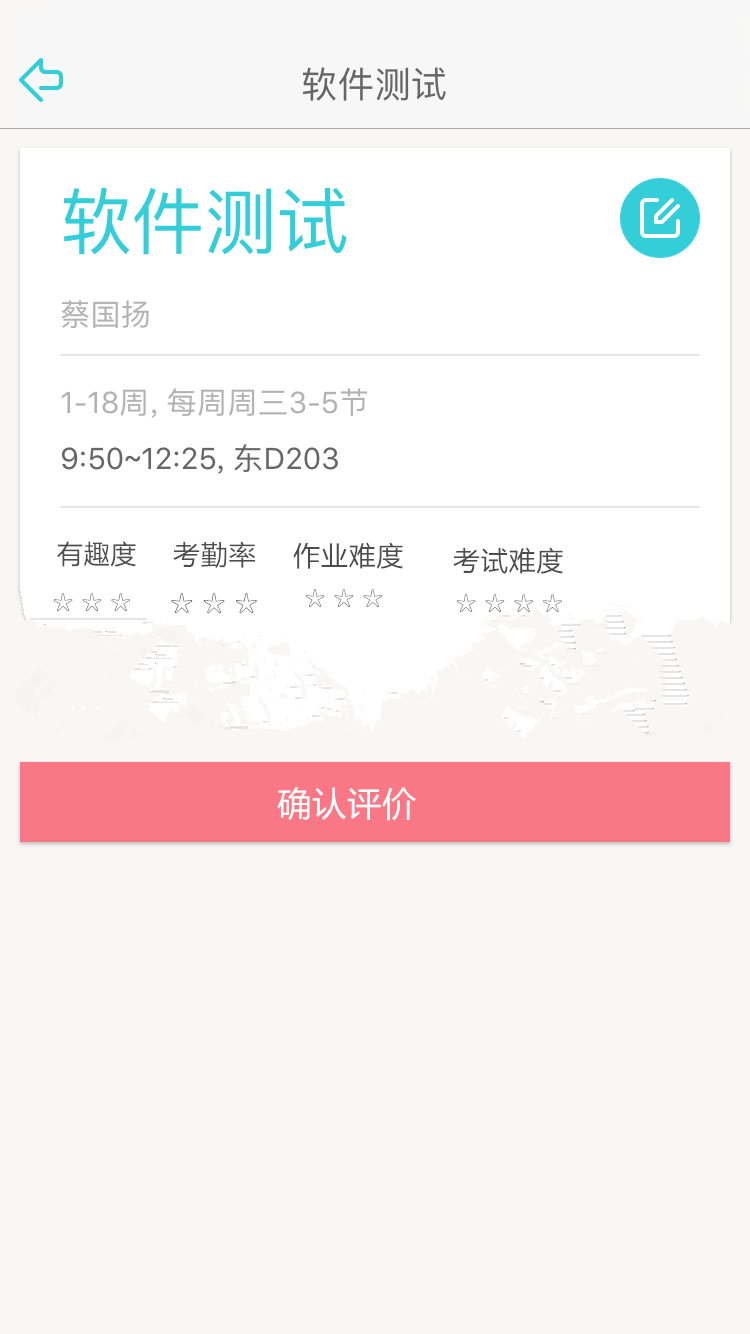 软件测试
软件测试
蔡国扬
1-18周, 每周周三3-5节
9:50~12:25, 东D203
有趣度 考勤率 作业难度 考试难度
☆ ☆ ☆ ☆ ☆ ☆ ☆ ☆ ☆ ☆ ☆ ☆ ☆
确认评价